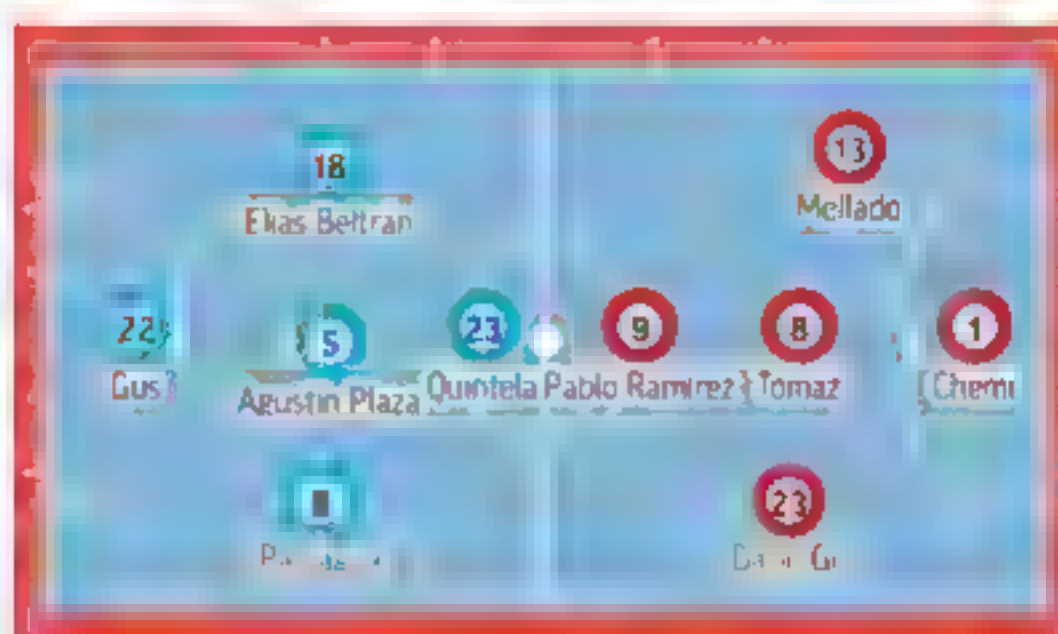 18
13
Elias Beltran
Mellado
22
5
23
9
8
1
Gus
Agustin Plaza
Quintela
Pablo Ramirez
Tomaz
Chemi
23